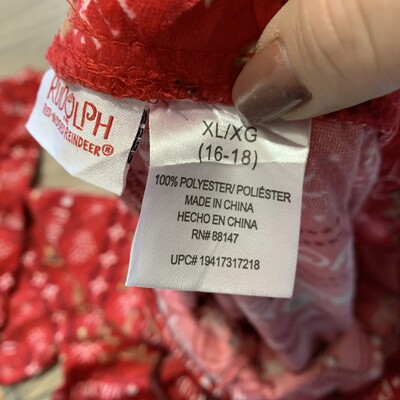 RUDOLPH
RED-NOSED REINDEER®
XL/XG
(16-18)
100% POLYESTER/ POLIÉSTER
MADE IN CHINA
HECHO EN CHINA
RN# 88147
UPC# 19417317218